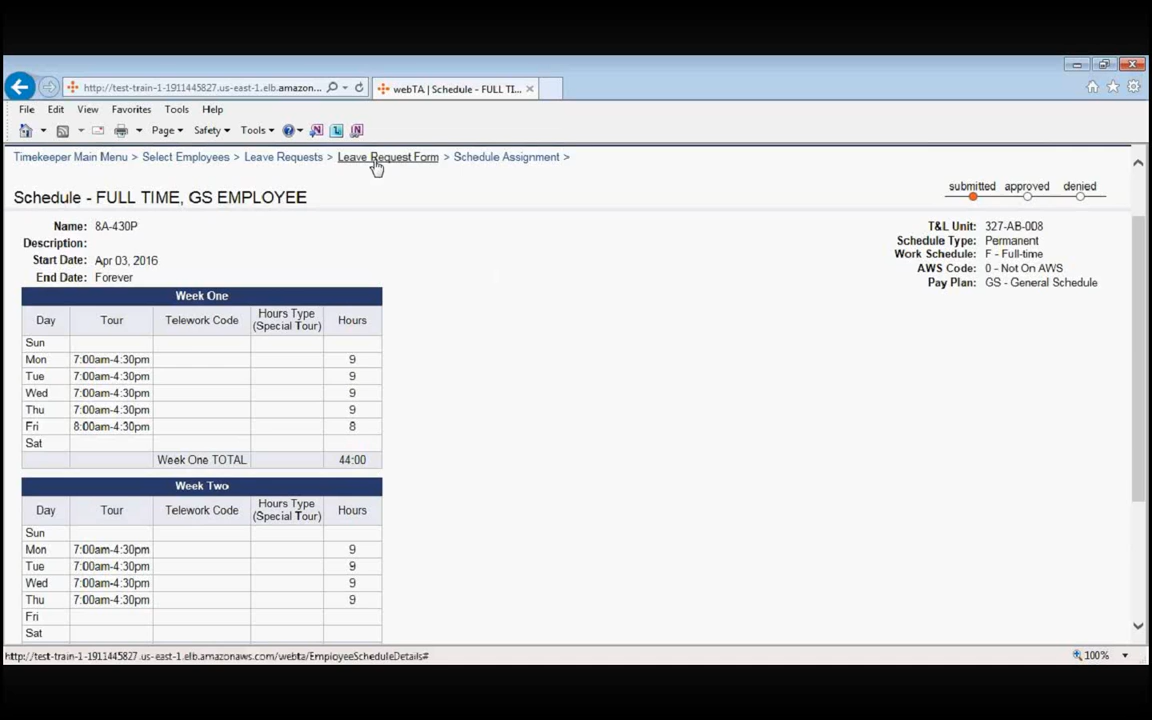 http://test-train-1-1911445827.us-east-1.elb.amazon...
webTA | Schedule - FULL TI...
File Edit View Favorites Tools Help
Page Safety Tools
Timekeeper Main Menu > Select Employees > Leave Requests > Leave Request Form > Schedule Assignment >
Schedule - FULL TIME, GS EMPLOYEE
submitted approved denied
Name: 8A-430P
Description:
Start Date: Apr 03, 2016
End Date: Forever
T&L Unit: 327-AB-008
Schedule Type: Permanent
Work Schedule: F - Full-time
AWS Code: 0 - Not On AWS
Pay Plan: GS - General Schedule
Week One
Day Tour Telework Code Hours Type (Special Tour) Hours
Sun
Mon 7:00am-4:30pm 9
Tue 7:00am-4:30pm 9
Wed 7:00am-4:30pm 9
Thu 7:00am-4:30pm 9
Fri 8:00am-4:30pm 8
Sat
Week One TOTAL 44:00
Week Two
Day Tour Telework Code Hours Type (Special Tour) Hours
Sun
Mon 7:00am-4:30pm 9
Tue 7:00am-4:30pm 9
Wed 7:00am-4:30pm 9
Thu 7:00am-4:30pm 9
Fri
Sat
http://test-train-1-1911445827.us-east-1.elb.amazonaws.com/webta/EmployeeScheduleDetails#
100%